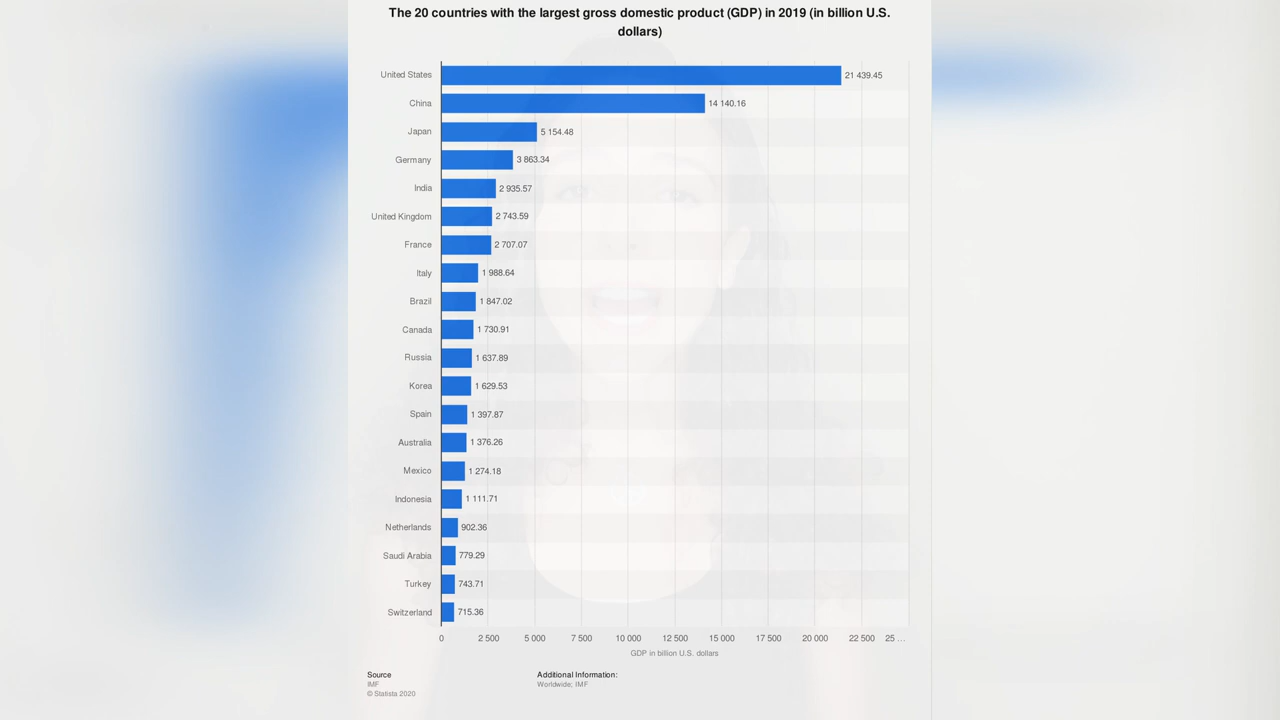 The 20 countries with the largest gross domestic product (GDP) in 2019 (in billion U.S.
dollars)
United States 21 439.45
China 14 140.16
Japan 5 154.48
Germany 3 863.34
India 2 935.57
United Kingdom 2 743.59
France 2 707.07
Italy 1 988.64
Brazil 1 847.02
Canada 1 730.91
Russia 1 637.89
Korea 1 629.53
Spain 1 397.87
Australia 1 376.26
Mexico 1 274.18
Indonesia 1 111.71
Netherlands 902.36
Saudi Arabia 779.29
Turkey 743.71
Switzerland 715.36
0 2 500 5 000 7 500 10 000 12 500 15 000 17 500 20 000 22 500 25 ...
GDP in billion U.S. dollars
Source Additional Information:
IMF Worldwide; IMF
© Statista 2020